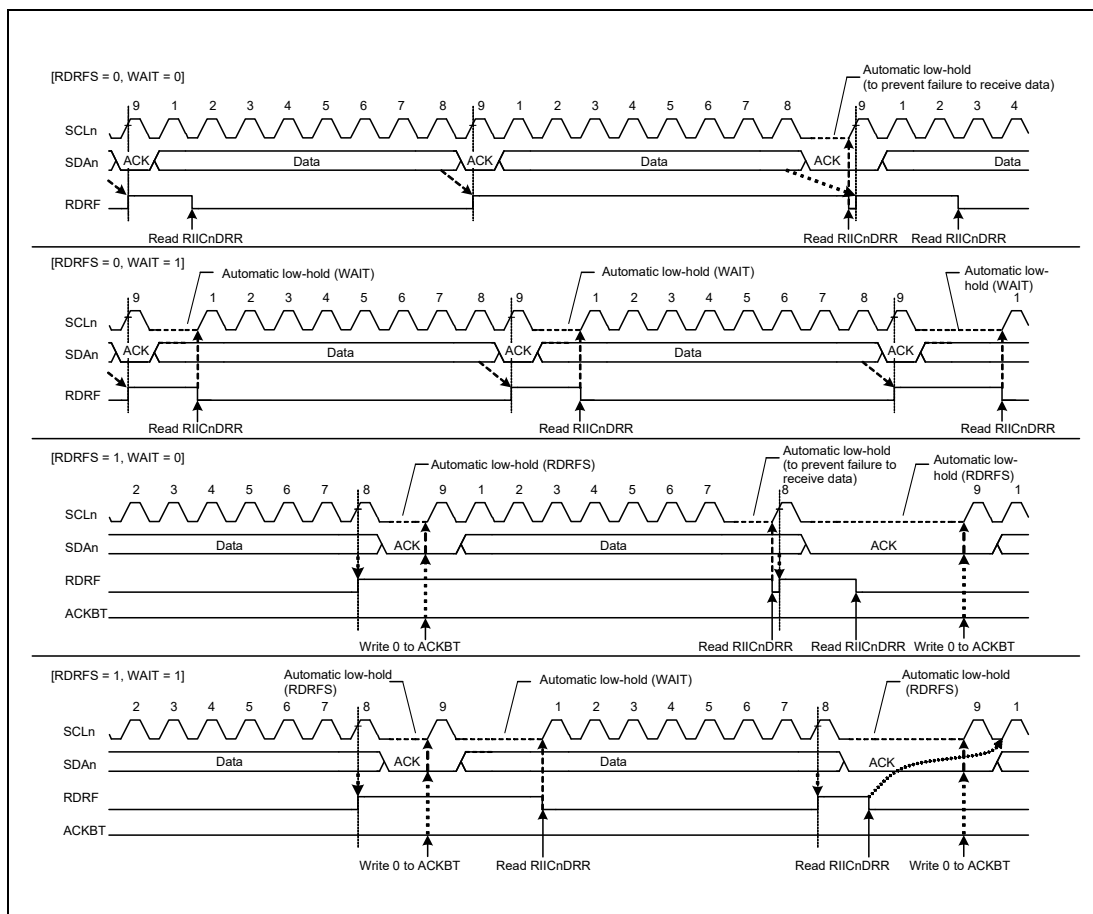 [RDRFS = 0, WAIT = 0]
Automatic low-hold
(to prevent failure to receive data)
9 1 2 3 4 5 6 7 8 9 1 2 3 4 5 6 7 8 9 1 2 3 4
SCLn
SDAn ACK Data ACK Data ACK Data
RDRF
Read RIICnDRR Read RIICnDRR Read RIICnDRR
[RDRFS = 0, WAIT = 1]
Automatic low-hold (WAIT) Automatic low-hold (WAIT) Automatic low-
hold (WAIT)
9 1 2 3 4 5 6 7 8 9 1 2 3 4 5 6 7 8 9 1
SCLn
SDAn ACK Data ACK Data ACK
RDRF
Read RIICnDRR Read RIICnDRR Read RIICnDRR
[RDRFS = 1, WAIT = 0]
Automatic low-hold (RDRFS) Automatic low-hold
(to prevent failure to
receive data)
Automatic low-
hold (RDRFS)
2 3 4 5 6 7 8 9 1 2 3 4 5 6 7 8 9 1
SCLn
SDAn Data ACK Data ACK
RDRF
ACKBT
Write 0 to ACKBT Read RIICnDRR Read RIICnDRR Write 0 to ACKBT
[RDRFS = 1, WAIT = 1]
Automatic low-hold
(RDRFS)
Automatic low-hold (WAIT)
Automatic low-hold
(RDRFS)
2 3 4 5 6 7 8 9 1 2 3 4 5 6 7 8 9 1
SCLn
SDAn Data ACK Data ACK
RDRF
ACKBT
Write 0 to ACKBT Read RIICnDRR Read RIICnDRR Write 0 to ACKBT